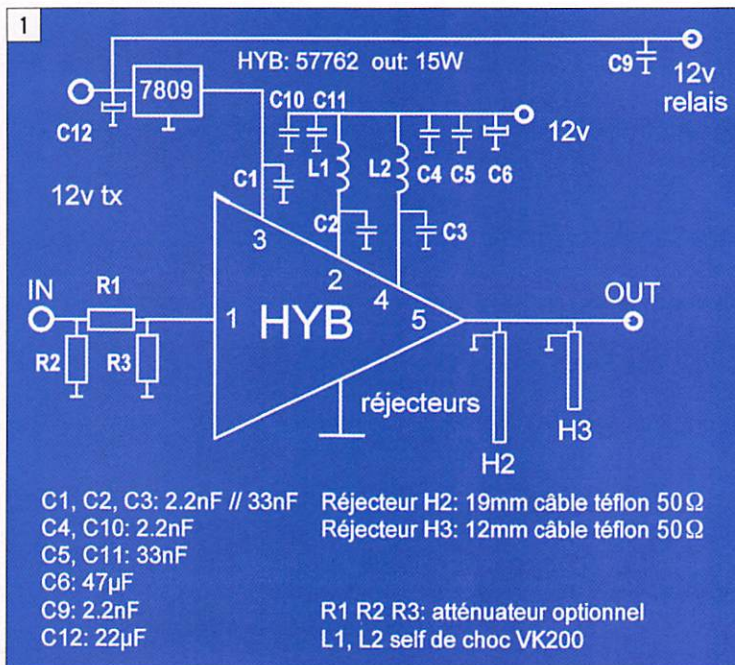 1
HYB: 57762 out: 15W
C9
12v
relais
7809
C12
C10 C11
12v
L1
L2
C4 C5 C6
C1
12v tx
C2
C3
3
2
4
IN
R1
1
HYB
5
OUT
R2
R3
réjecteurs
H2
H3
C1, C2, C3: 2.2nF // 33nF
Réjecteur H2: 19mm câble téflon 50Ω
C4, C10: 2.2nF
Réjecteur H3: 12mm câble téflon 50Ω
C5, C11: 33nF
C6: 47µF
C9: 2.2nF
R1 R2 R3: atténuateur optionnel
C12: 22µF
L1, L2 self de choc VK200